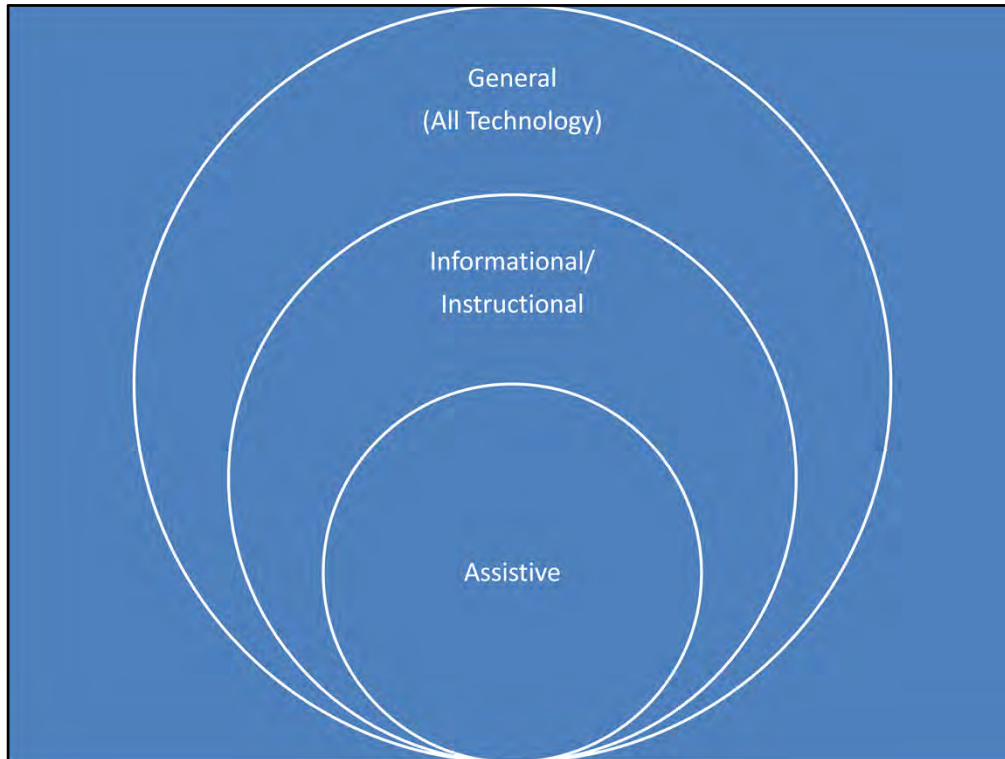 General
(All Technology)
Informational/
Instructional
Assistive